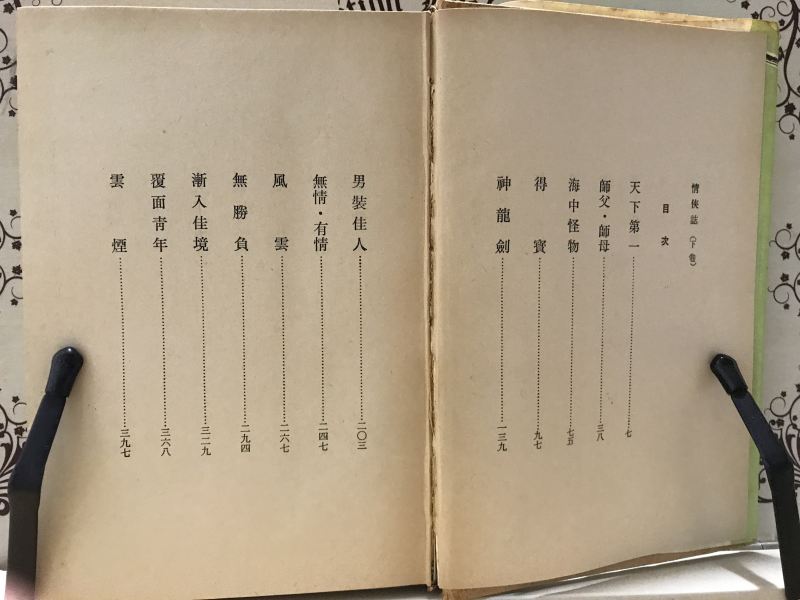 情俠誌（下卷）
目次
天下第一……七
師父・師母……三八
海中怪物……七五
得寶……九七
神龍劍……一三九
男裝佳人……二〇三
無情・有情……二四七
風雲……二六七
無勝負……二九四
漸入佳境……三二九
覆面青年……三六八
雲煙……三九七